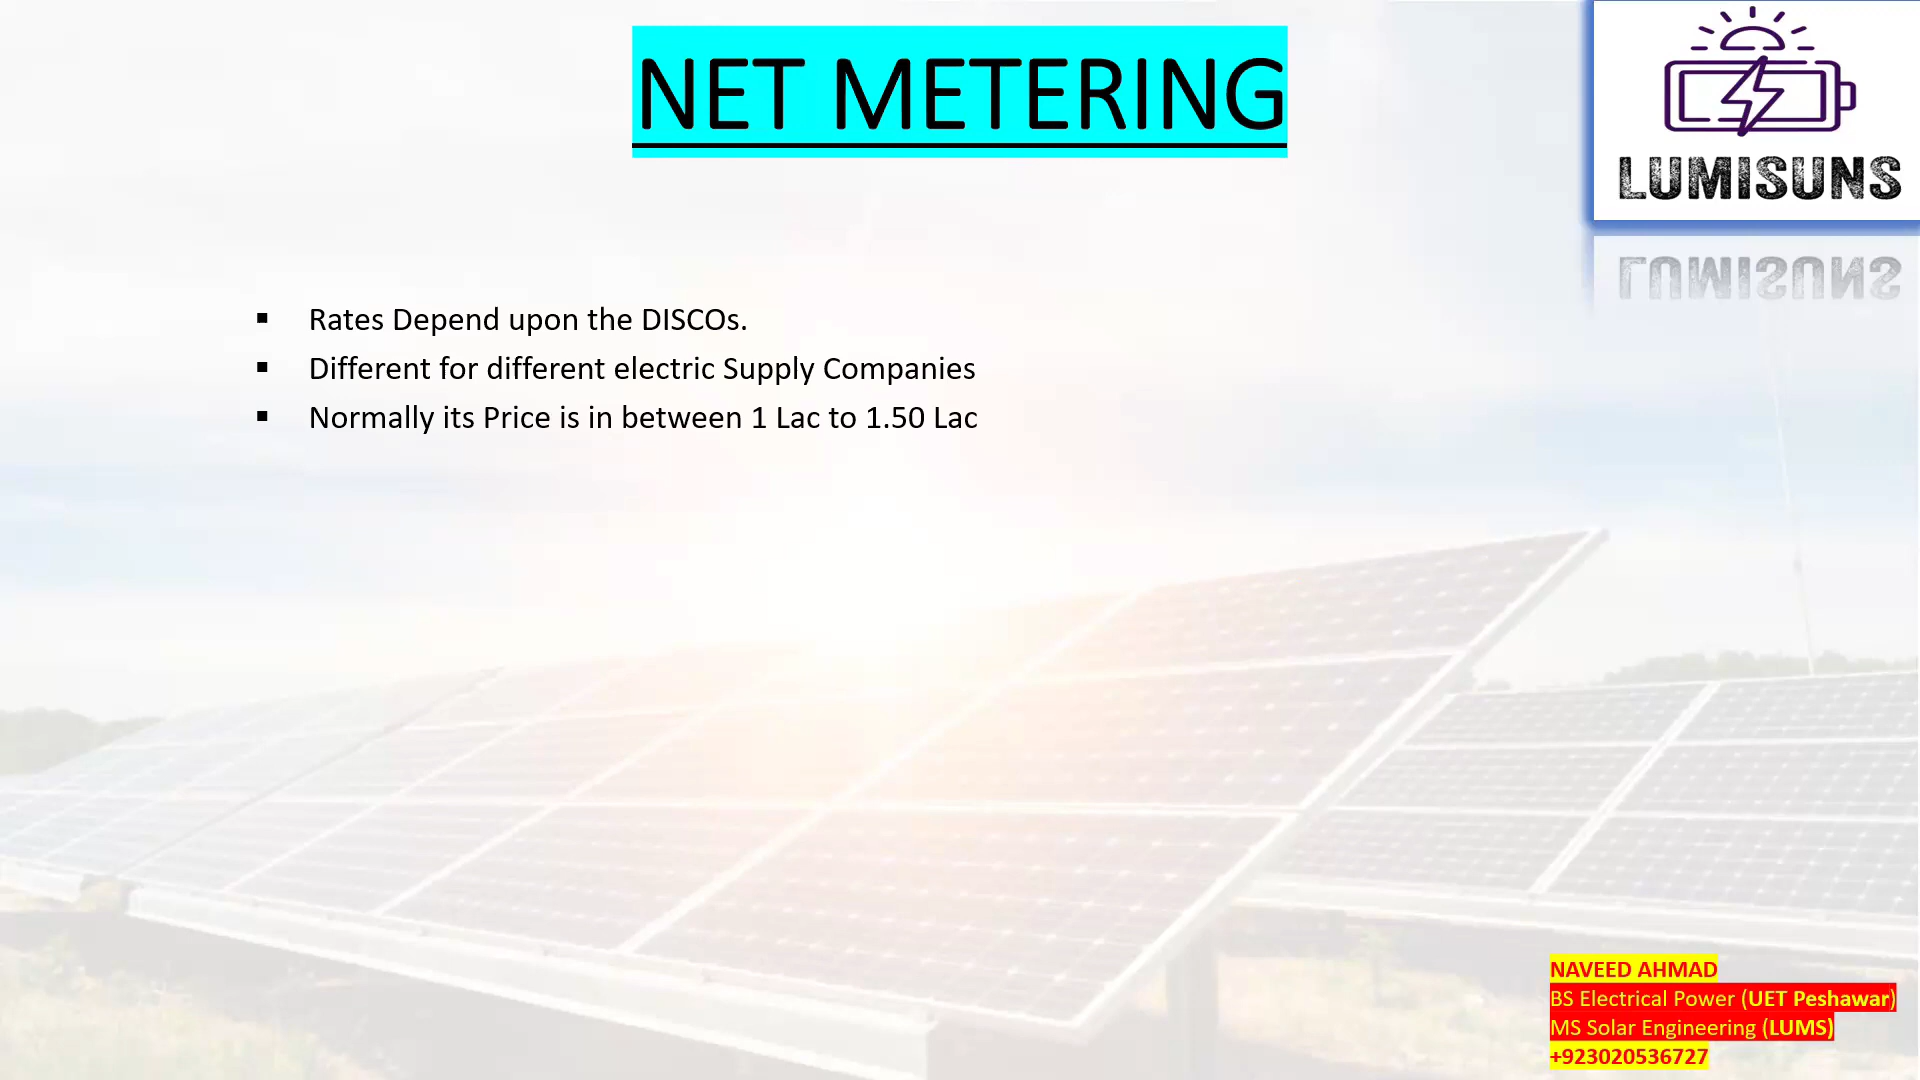 NET METERING
LUMISUNS
▪ Rates Depend upon the DISCOs.
▪ Different for different electric Supply Companies
▪ Normally its Price is in between 1 Lac to 1.50 Lac
NAVEED AHMAD
BS Electrical Power (UET Peshawar)
MS Solar Engineering (LUMS)
+923020536727